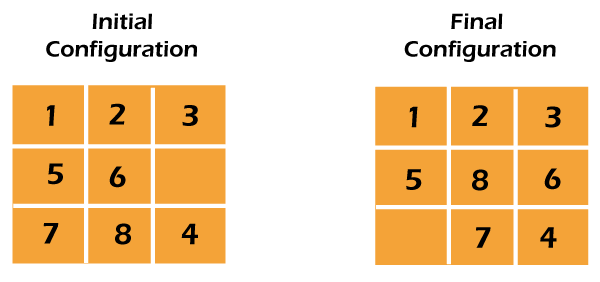 Initial
Configuration
Final
Configuration
1 2 3
5 6
7 8 4
1 2 3
5 8 6
7 4